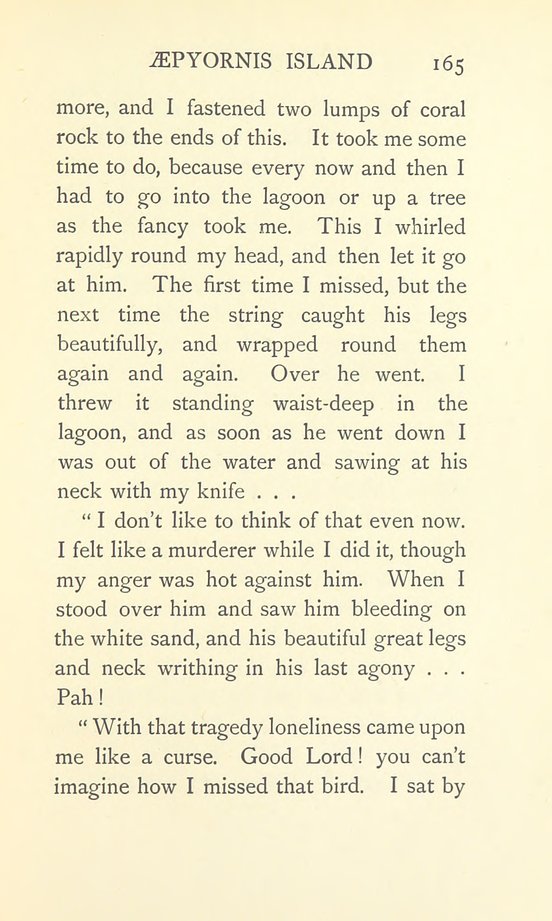 ÆPYORNIS ISLAND 165
more, and I fastened two lumps of coral
rock to the ends of this. It took me some
time to do, because every now and then I
had to go into the lagoon or up a tree
as the fancy took me. This I whirled
rapidly round my head, and then let it go
at him. The first time I missed, but the
next time the string caught his legs
beautifully, and wrapped round them
again and again. Over he went. I
threw it standing waist-deep in the
lagoon, and as soon as he went down I
was out of the water and sawing at his
neck with my knife . . .
“ I don’t like to think of that even now.
I felt like a murderer while I did it, though
my anger was hot against him. When I
stood over him and saw him bleeding on
the white sand, and his beautiful great legs
and neck writhing in his last agony . . .
Pah !
“ With that tragedy loneliness came upon
me like a curse. Good Lord ! you can’t
imagine how I missed that bird. I sat by